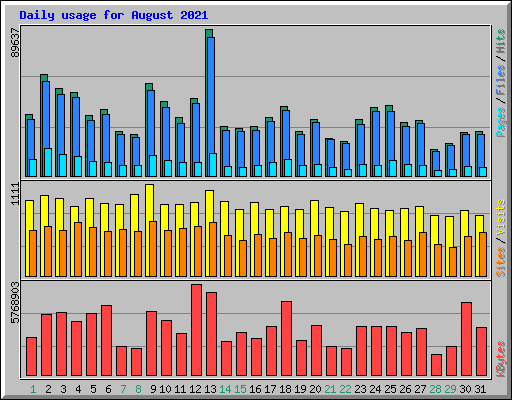 Daily usage for August 2021
89637
Pages / Files / Hits
1111
Sites / Visits
5768903
KBytes
1 2 3 4 5 6 7 8 9 10 11 12 13 14 15 16 17 18 19 20 21 22 23 24 25 26 27 28 29 30 31